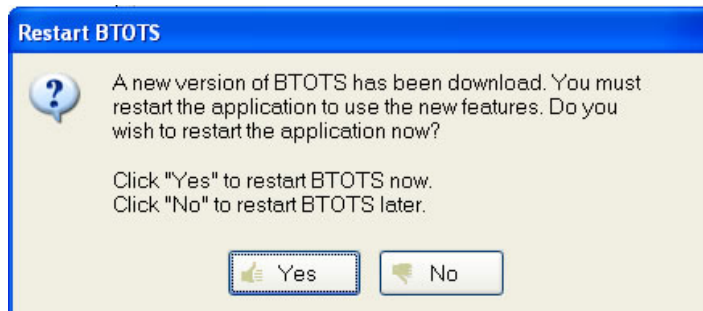 Restart BTOTS
A new version of BTOTS has been download. You must
restart the application to use the new features. Do you
wish to restart the application now?
Click "Yes" to restart BTOTS now.
Click "No" to restart BTOTS later.
Yes
No